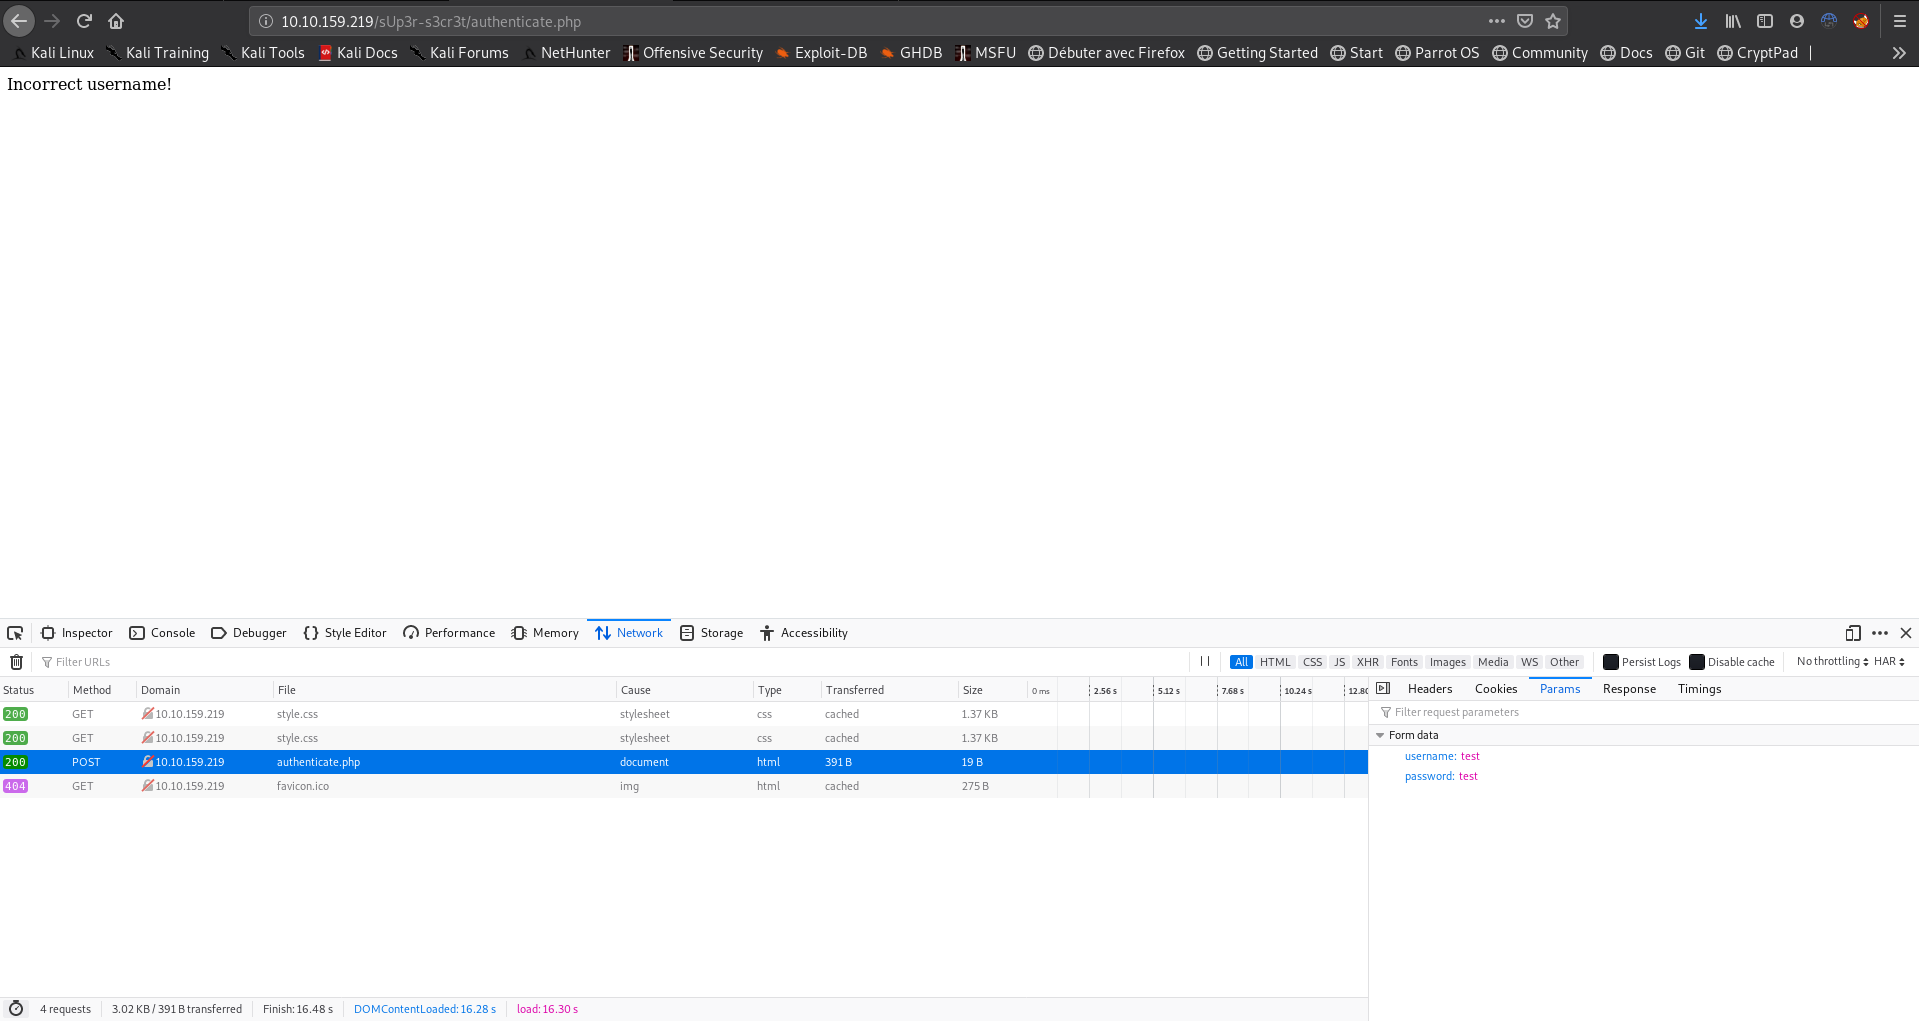 10.10.159.219/sUp3r-s3cr3t/authenticate.php
Kali Linux Kali Training Kali Tools Kali Docs Kali Forums NetHunter Offensive Security Exploit-DB GHDB MSFU Débuter avec Firefox Getting Started Start Parrot OS Community Docs Git CryptPad
Incorrect username!
Inspector Console Debugger Style Editor Performance Memory Network Storage Accessibility
Filter URLs All HTML CSS JS XHR Fonts Images Media WS Other Persist Logs Disable cache No throttling HAR
Status Method Domain File Cause Type Transferred Size 0 ms 2.56 s 5.12 s 7.68 s 10.24 s 12.80 Headers Cookies Params Response Timings
200 GET 10.10.159.219 style.css stylesheet css cached 1.37 KB Filter request parameters
200 GET 10.10.159.219 style.css stylesheet css cached 1.37 KB Form data
200 POST 10.10.159.219 authenticate.php document html 391 B 19 B username: test
404 GET 10.10.159.219 favicon.ico img html cached 275 B password: test
4 requests 3.02 KB / 391 B transferred Finish: 16.48 s DOMContentLoaded: 16.28 s load: 16.30 s